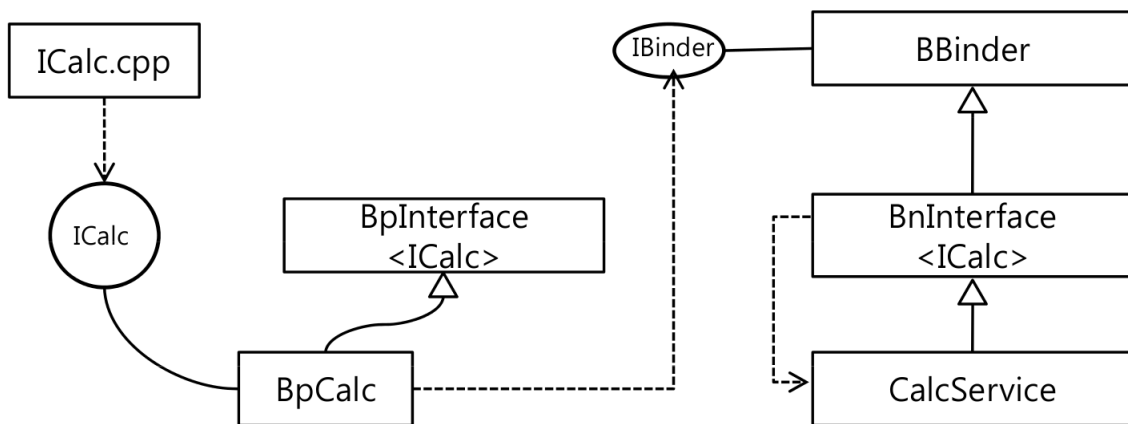 ICalc.cpp
IBinder
BBinder
ICalc
BpInterface
<ICalc>
BnInterface
<ICalc>
BpCalc
CalcService